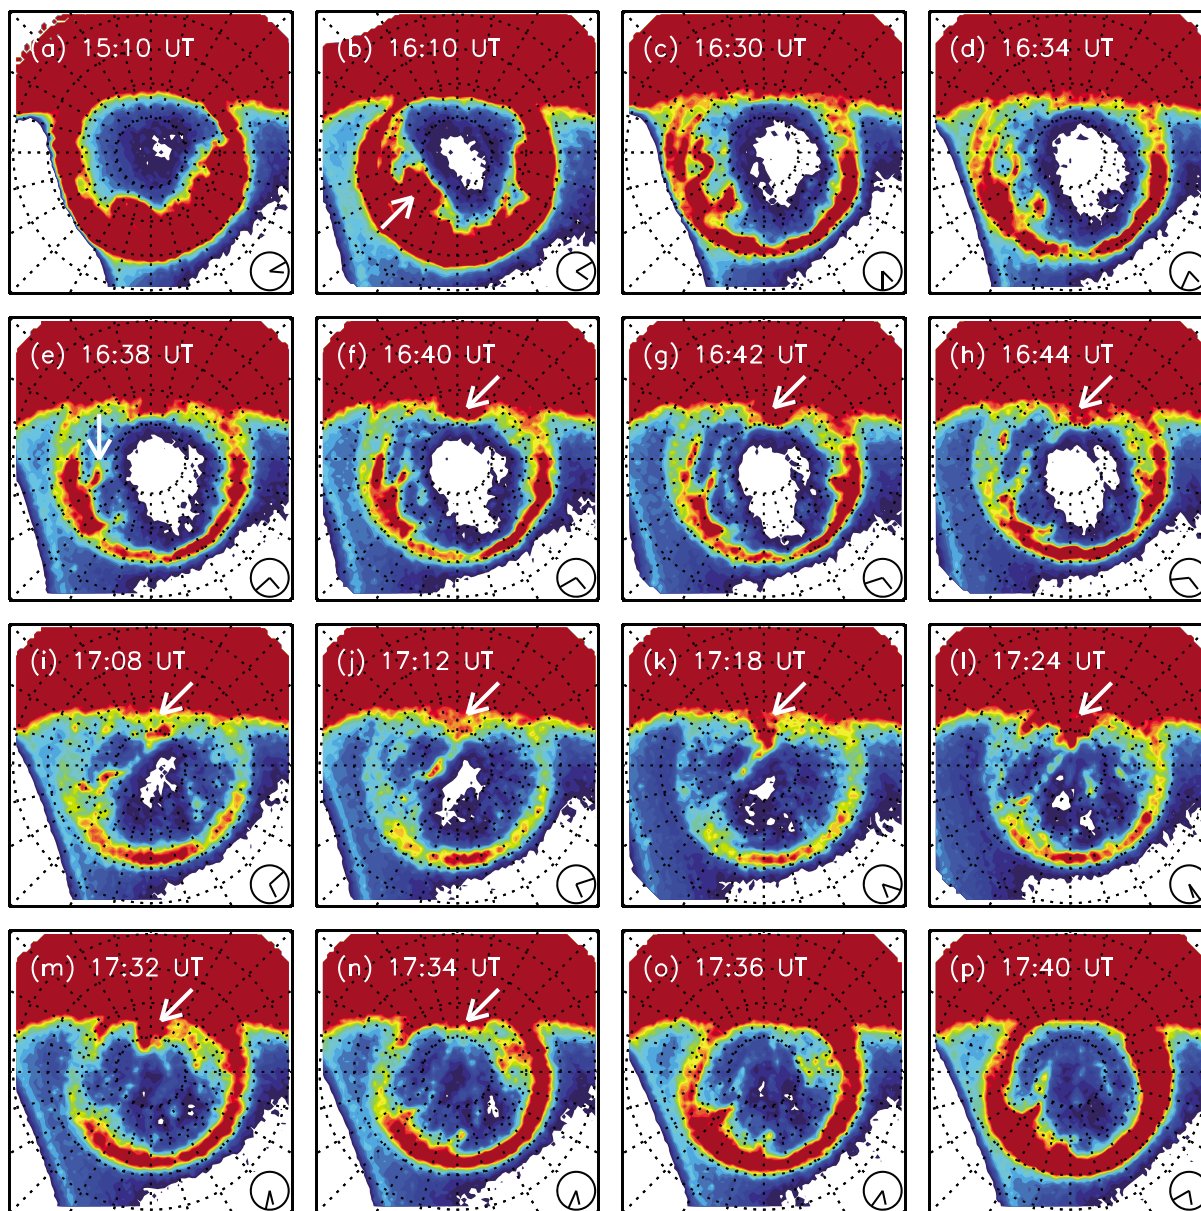 (a) 15:10 UT
(b) 16:10 UT
(c) 16:30 UT
(d) 16:34 UT
(e) 16:38 UT
(f) 16:40 UT
(g) 16:42 UT
(h) 16:44 UT
(i) 17:08 UT
(j) 17:12 UT
(k) 17:18 UT
(l) 17:24 UT
(m) 17:32 UT
(n) 17:34 UT
(o) 17:36 UT
(p) 17:40 UT